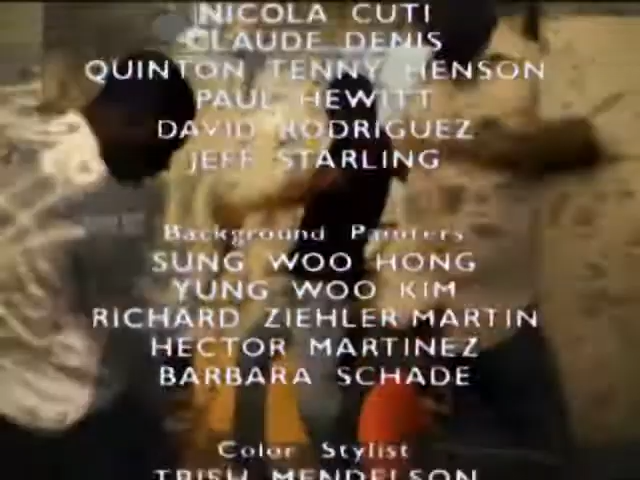 NICOLA CUTI
CLAUDE DENIS
QUINTON TENNY HENSON
PAUL HEWITT
DAVID RODRIGUEZ
JEFF STARLING
Background Painters
SUNG WOO HONG
YUNG WOO KIM
RICHARD ZIEHLER MARTIN
HECTOR MARTINEZ
BARBARA SCHADE
Color Stylist
TRISH MENDELSON